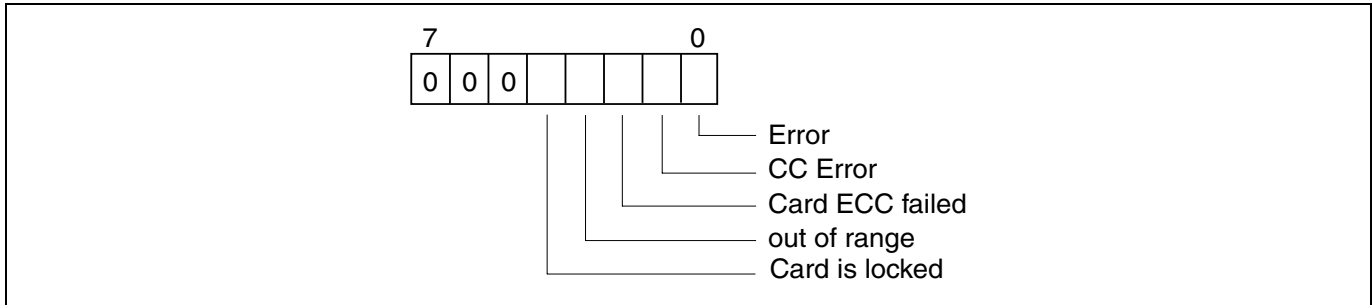 7 0
0 0 0
Error
CC Error
Card ECC failed
out of range
Card is locked